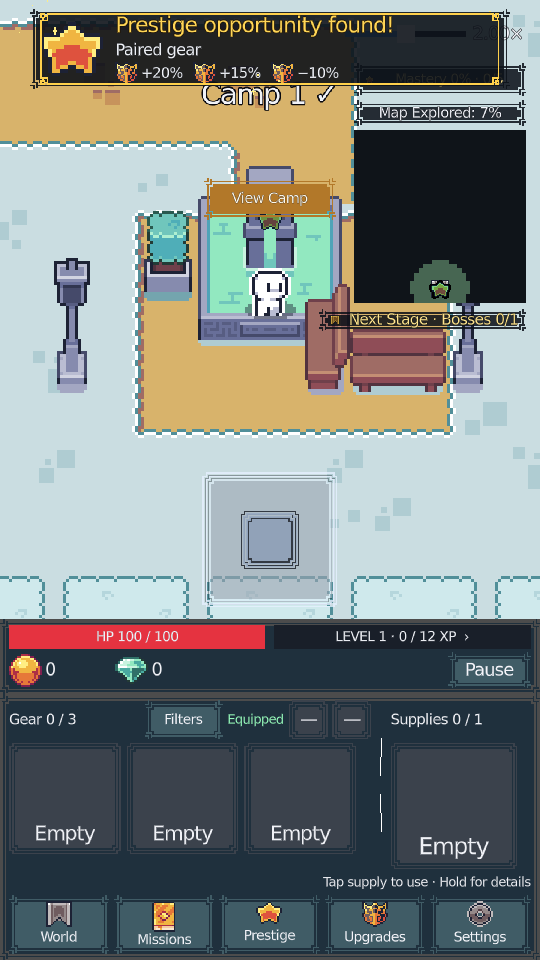 Prestige opportunity found!
Paired gear
+20% +15% −10%
Camp 1 ✓
Map Explored: 7%
View Camp
Next Stage · Bosses 0/1
HP 100 / 100
LEVEL 1 · 0 / 12 XP ›
0
0
Pause
Gear 0 / 3
Filters
Equipped
—
—
Supplies 0 / 1
Empty
Empty
Empty
Empty
Tap supply to use · Hold for details
World
Missions
Prestige
Upgrades
Settings